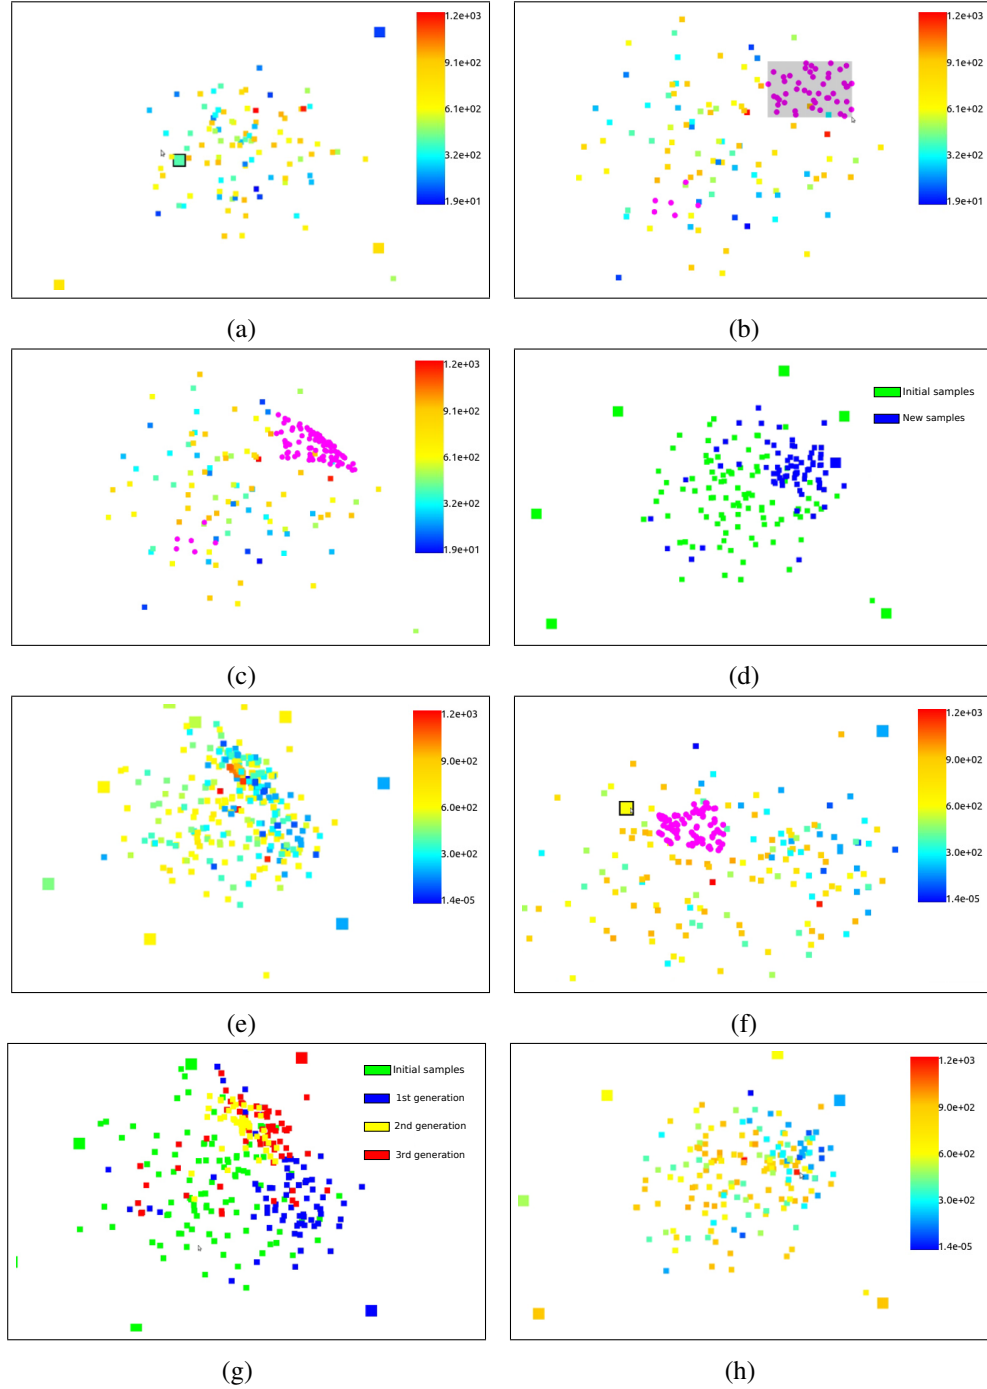 1.2e+03
9.1e+02
6.1e+02
3.2e+02
1.9e+01
(a)
1.2e+03
9.1e+02
6.1e+02
3.2e+02
1.9e+01
(b)
1.2e+03
9.1e+02
6.1e+02
3.2e+02
1.9e+01
(c)
Initial samples
New samples
(d)
1.2e+03
9.0e+02
6.0e+02
3.0e+02
1.4e-05
(e)
1.2e+03
9.0e+02
6.0e+02
3.0e+02
1.4e-05
(f)
Initial samples
1st generation
2nd generation
3rd generation
(g)
1.2e+03
9.0e+02
6.0e+02
3.0e+02
1.4e-05
(h)